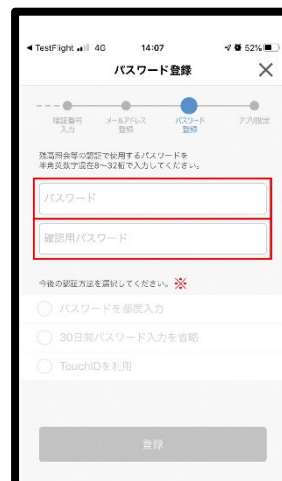 TestFlight 4G 14:07 52%
パスワード登録
暗証番号
入力
メールアドレス
登録
パスワード
登録
アプリ設定
残高照会等の認証で使用するパスワードを
半角英数字混在8～32桁で入力してください。
パスワード
確認用パスワード
今後の認証方法を選択してください。 ※
パスワードを都度入力
30日間パスワード入力を省略
TouchIDを利用
登録